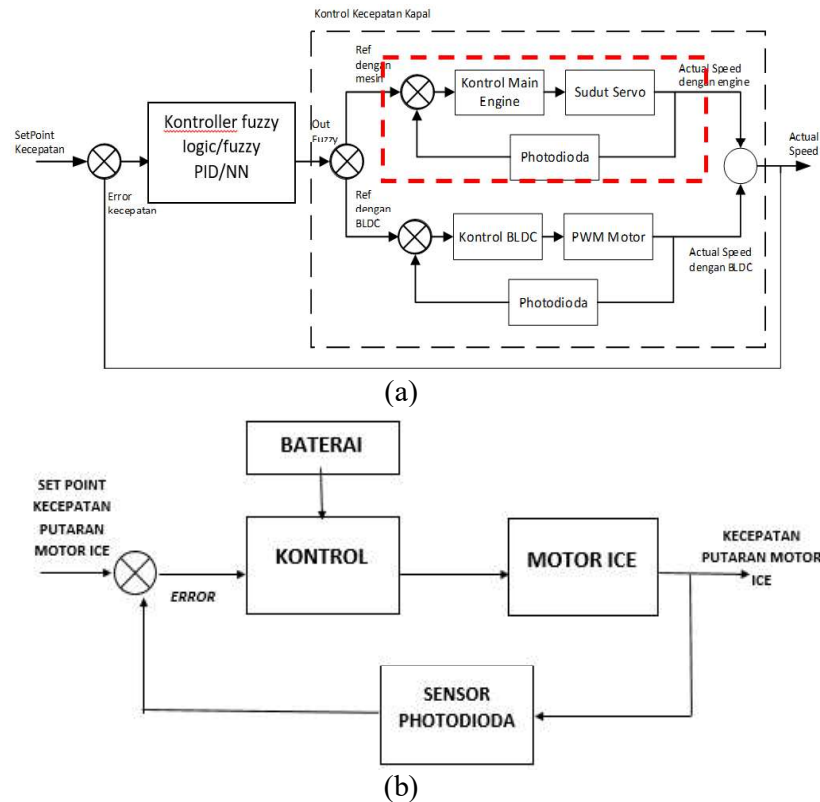 Kontrol Kecepatan Kapal
Ref
dengan
mesin
Kontrol Main
Engine
Sudut Servo
Actual Speed
dengan engine
Kontroller fuzzy
logic/fuzzy
PID/NN
SetPoint
Kecepatan
Out
Fuzzy
Actual
Speed
Photodioda
Error
kecepatan
Ref
dengan
BLDC
Kontrol BLDC
PWM Motor
Actual Speed
dengan BLDC
Photodioda
(a)
BATERAI
SET POINT
KECEPATAN
PUTARAN
MOTOR ICE
KONTROL
MOTOR ICE
KECEPATAN
PUTARAN MOTOR
ICE
ERROR
SENSOR
PHOTODIODA
(b)